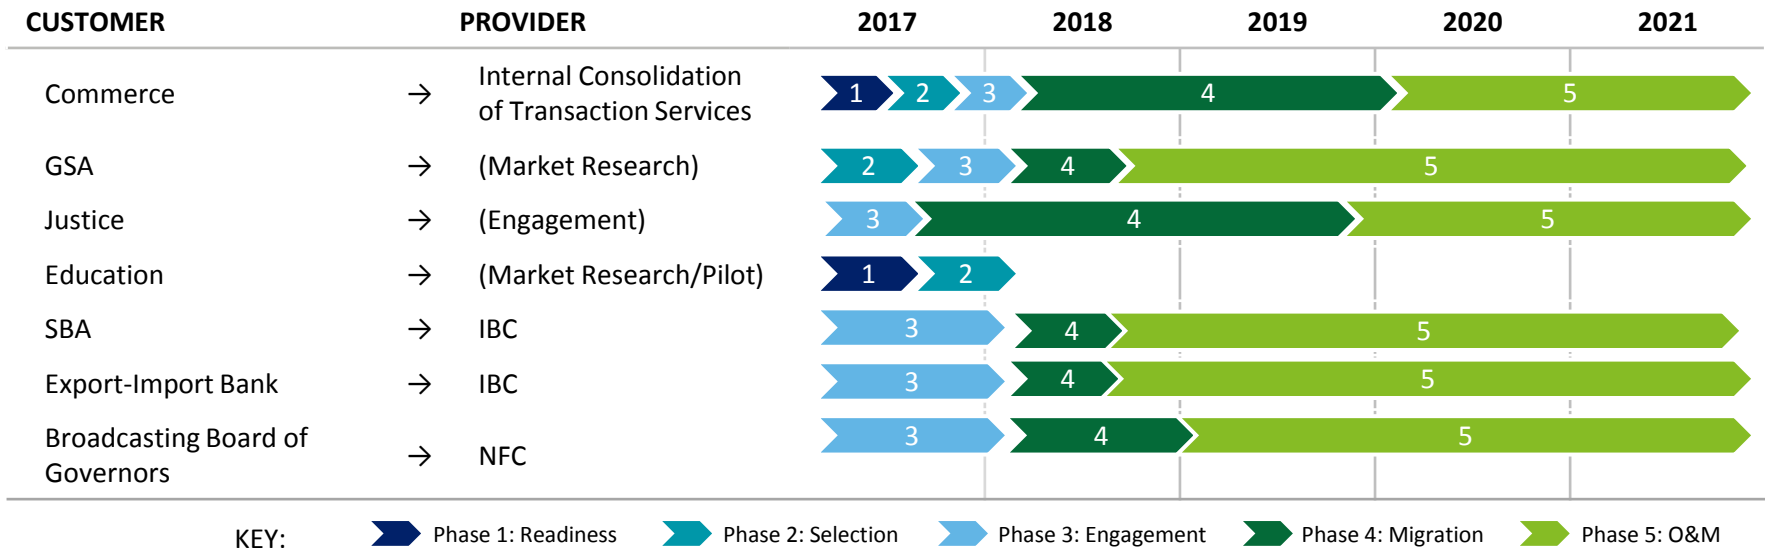 CUSTOMER PROVIDER 2017 2018 2019 2020 2021
Commerce → Internal Consolidation
of Transaction Services 1 2 3 4 5
GSA → (Market Research) 2 3 4 5
Justice → (Engagement) 3 4 5
Education → (Market Research/Pilot) 1 2
SBA → IBC 3 4 5
Export-Import Bank → IBC 3 4 5
Broadcasting Board of
Governors → NFC 3 4 5
KEY: Phase 1: Readiness Phase 2: Selection Phase 3: Engagement Phase 4: Migration Phase 5: O&M